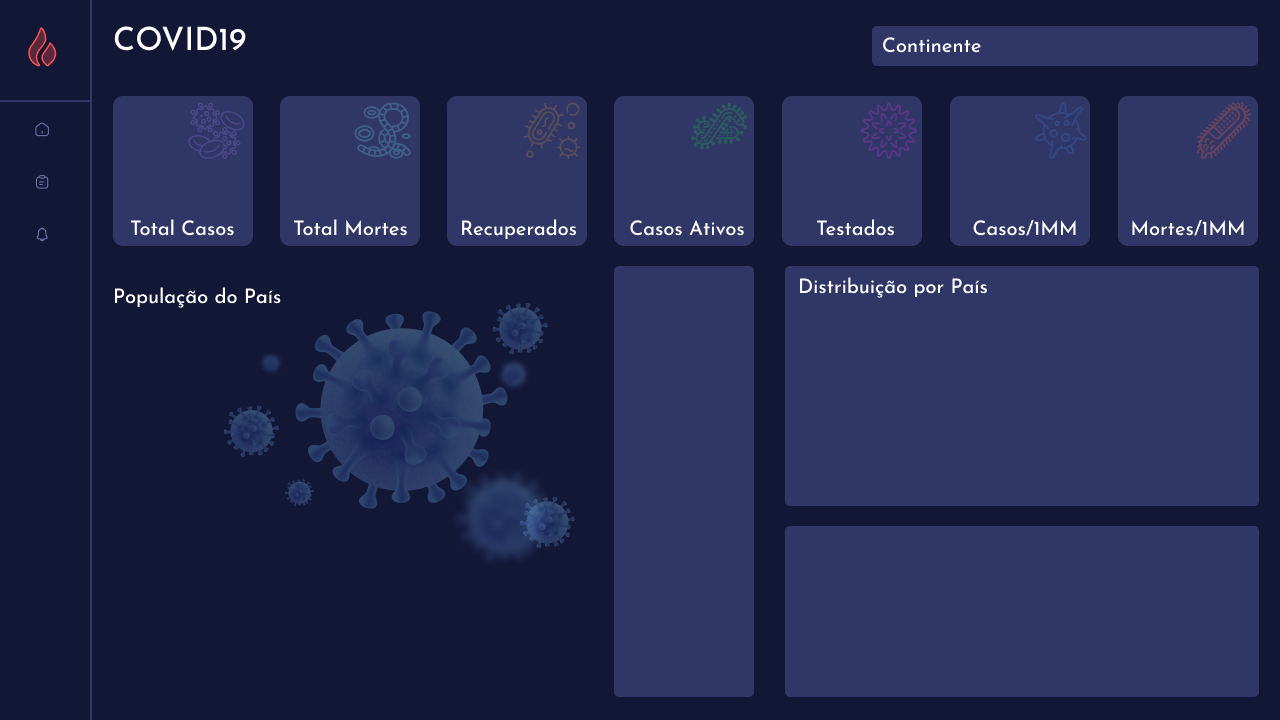 COVID19
Continente
Total Casos
Total Mortes
Recuperados
Casos Ativos
Testados
Casos/1MM
Mortes/1MM
População do País
Distribuição por País